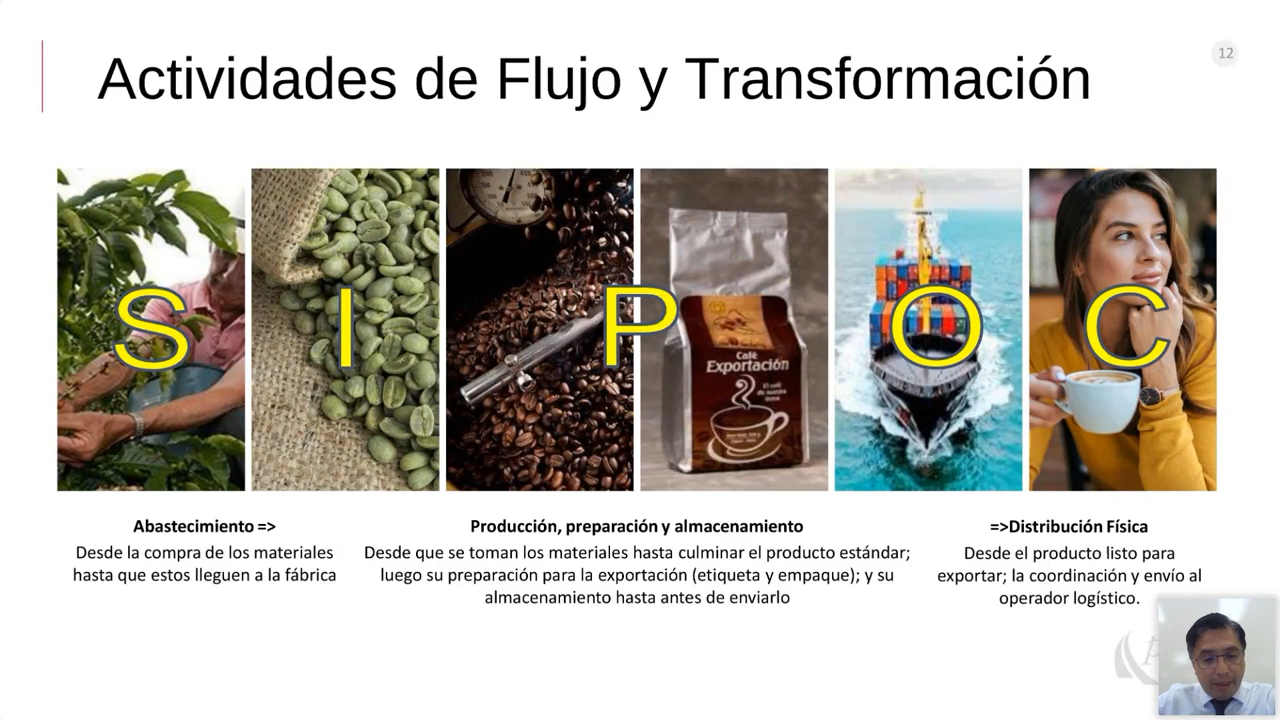 12
Actividades de Flujo y Transformación
S I P O C
Café
Exportación
Abastecimiento =>
Desde la compra de los materiales
hasta que estos lleguen a la fábrica
Producción, preparación y almacenamiento
Desde que se toman los materiales hasta culminar el producto estándar;
luego su preparación para la exportación (etiqueta y empaque); y su
almacenamiento hasta antes de enviarlo
=>Distribución Física
Desde el producto listo para
exportar; la coordinación y envío al
operador logístico.